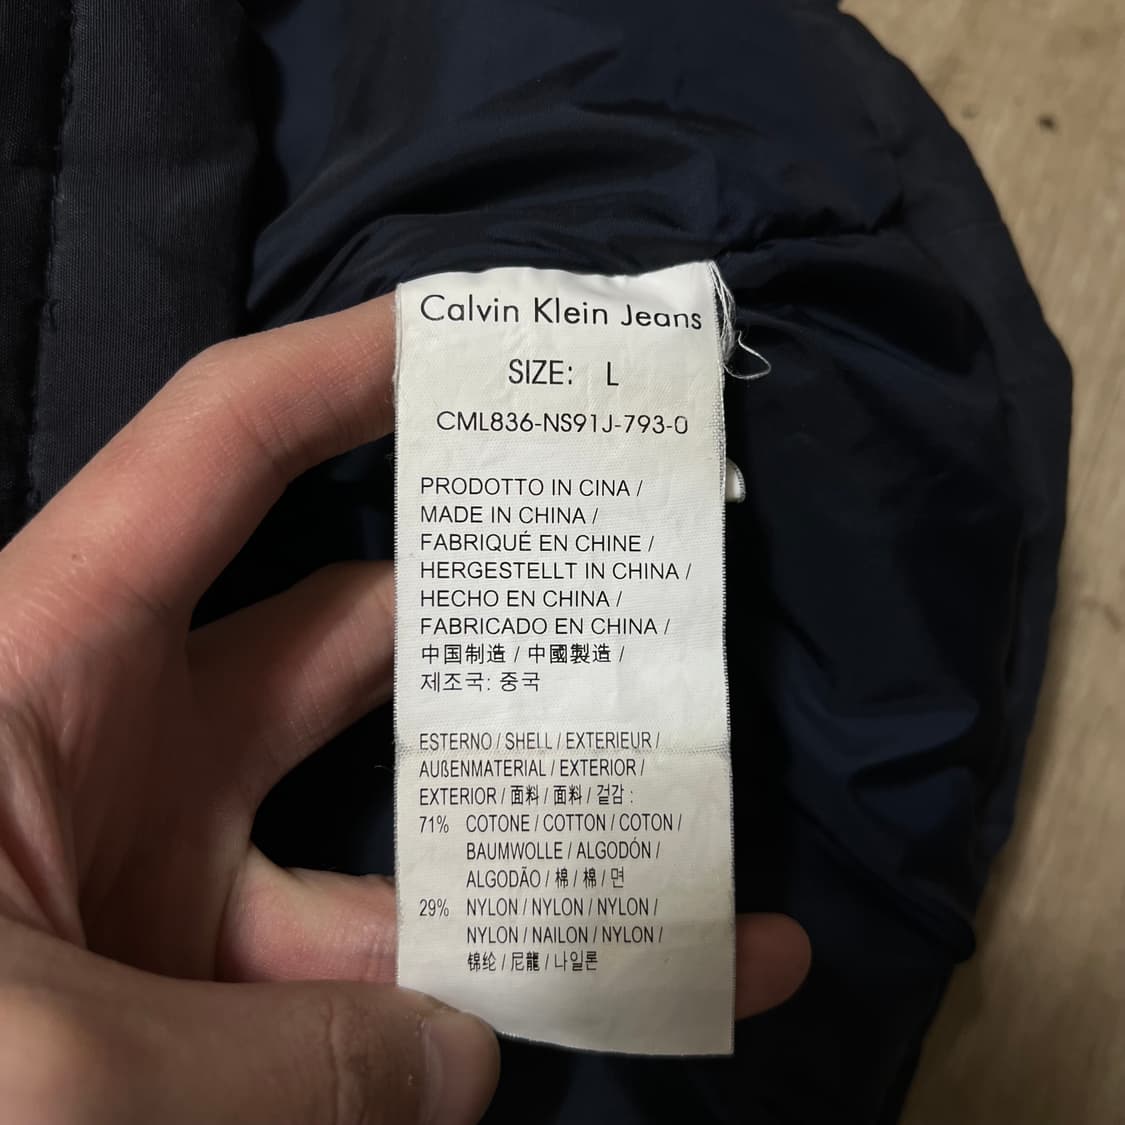 Calvin Klein Jeans
SIZE: L
CML836-NS91J-793-0
PRODOTTO IN CINA /
MADE IN CHINA /
FABRIQUÉ EN CHINE /
HERGESTELLT IN CHINA /
HECHO EN CHINA /
FABRICADO EN CHINA /
中国制造 / 中國製造 /
제조국: 중국
ESTERNO / SHELL / EXTERIEUR /
AUßENMATERIAL / EXTERIOR /
EXTERIOR / 面料 / 面料 / 겉감 :
71% COTONE / COTTON / COTON /
BAUMWOLLE / ALGODÓN /
ALGODÃO / 棉 / 棉 / 면
29% NYLON / NYLON / NYLON /
NYLON / NAILON / NYLON /
锦纶 / 尼龍 / 나일론